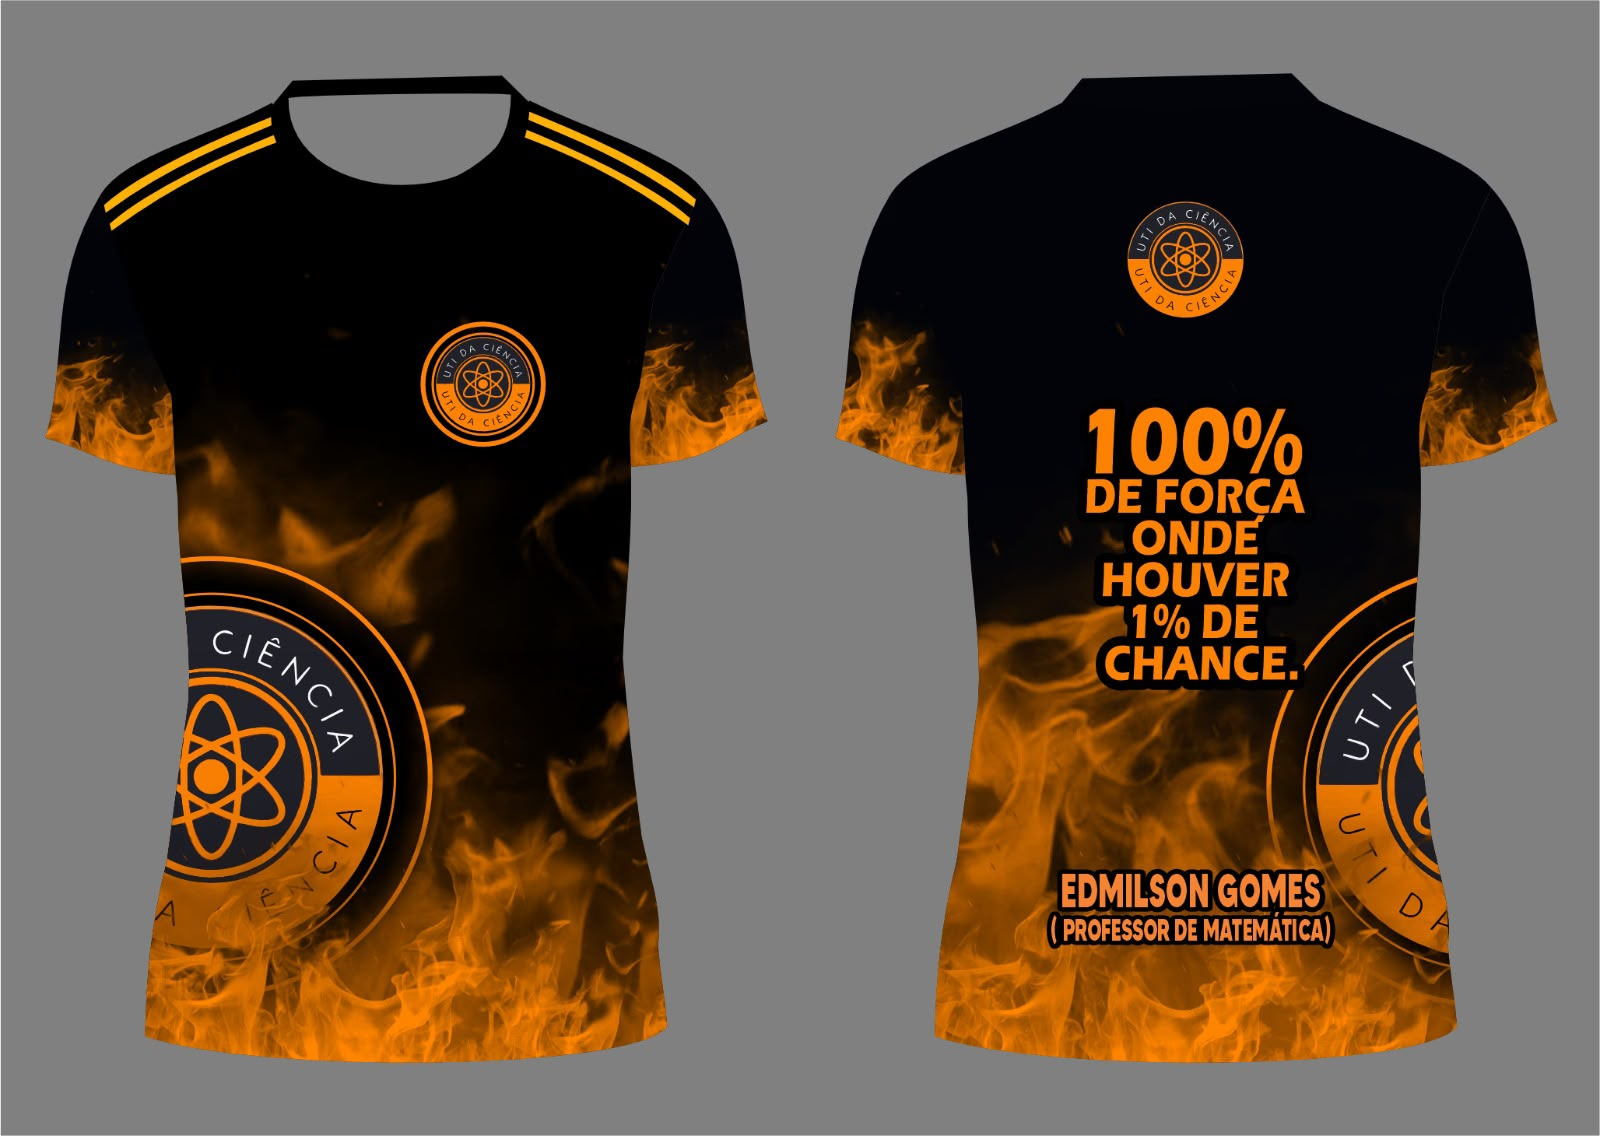 UTI DA CIÊNCIA
UTI DA CIÊNCIA
CIÊNCIA
A CIÊNCIA
UTI DA CIÊNCIA
UTI DA CIÊNCIA
100%
DE FORÇA
ONDE
HOUVER
1% DE
CHANCE.
UTI D
UTI DA
EDMILSON GOMES
( PROFESSOR DE MATEMÁTICA)